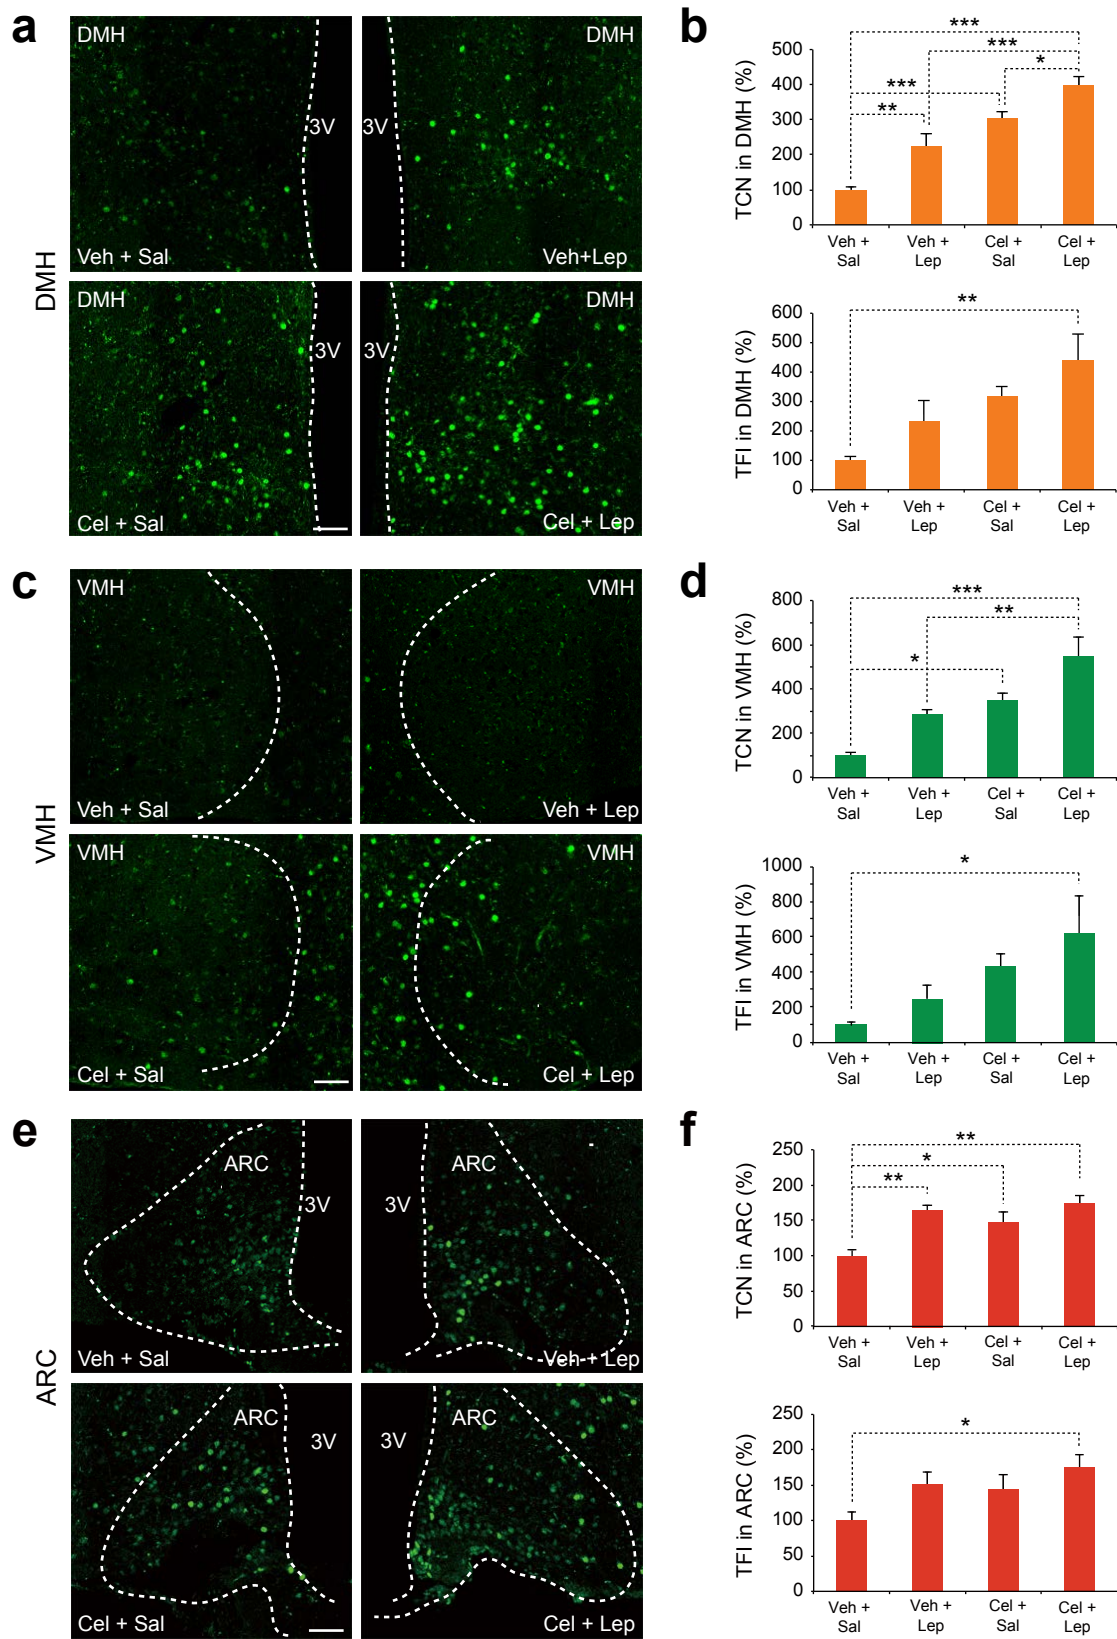 a
DMH
DMH
3V
3V
Veh + Sal
Veh+Lep
DMH
DMH
DMH
3V
3V
Cel + Sal
Cel + Lep
b
TCN in DMH (%)
500
400
300
200
100
0
***
***
*
***
**
Veh + Sal
Veh + Lep
Cel + Sal
Cel + Lep
TFI in DMH (%)
600
500
400
300
200
100
0
**
Veh + Sal
Veh + Lep
Cel + Sal
Cel + Lep
c
VMH
VMH
Veh + Sal
Veh + Lep
VMH
VMH
VMH
Cel + Sal
Cel + Lep
d
TCN in VMH (%)
800
600
400
200
0
***
**
*
Veh + Sal
Veh + Lep
Cel + Sal
Cel + Lep
TFI in VMH (%)
1000
800
600
400
200
0
*
Veh + Sal
Veh + Lep
Cel + Sal
Cel + Lep
e
ARC
ARC
3V
3V
Veh + Sal
Veh + Lep
ARC
ARC
ARC
3V
3V
Cel + Sal
Cel + Lep
f
TCN in ARC (%)
250
200
150
100
50
0
**
*
**
Veh + Sal
Veh + Lep
Cel + Sal
Cel + Lep
TFI in ARC (%)
250
200
150
100
50
0
*
Veh + Sal
Veh + Lep
Cel + Sal
Cel + Lep